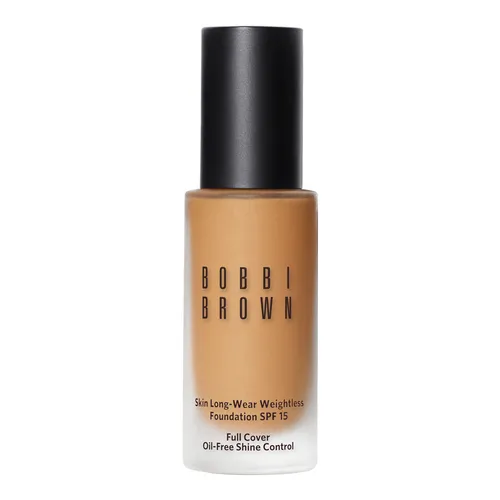 BOBBI
BROWN
Skin Long-Wear Weightless
Foundation SPF 15
Full Cover
Oil-Free Shine Control